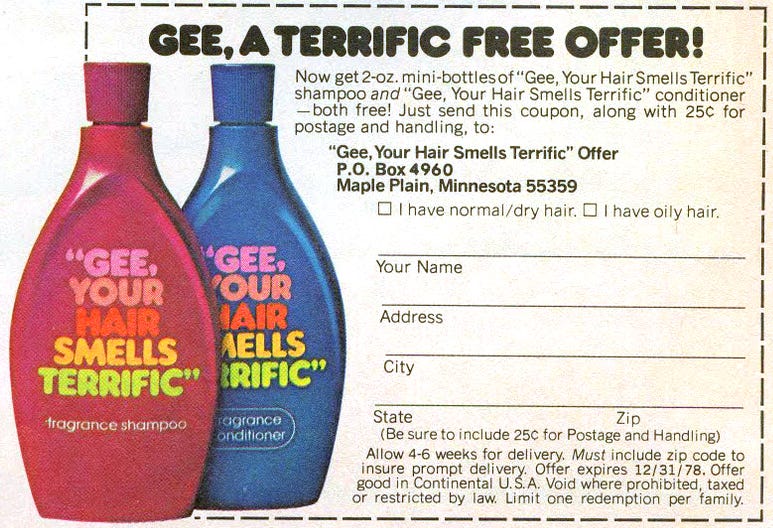 GEE, A TERRIFIC FREE OFFER!
Now get 2-oz. mini-bottles of "Gee, Your Hair Smells Terrific"
shampoo and "Gee, Your Hair Smells Terrific" conditioner
—both free! Just send this coupon, along with 25¢ for
postage and handling, to:
"Gee, Your Hair Smells Terrific" Offer
P.O. Box 4960
Maple Plain, Minnesota 55359
☐ I have normal/dry hair. ☐ I have oily hair.
Your Name
Address
City
State Zip
(Be sure to include 25¢ for Postage and Handling)
Allow 4-6 weeks for delivery. Must include zip code to
insure prompt delivery. Offer expires 12/31/78. Offer
good in Continental U.S.A. Void where prohibited, taxed
or restricted by law. Limit one redemption per family.
"GEE,
YOUR
HAIR
SMELLS
TERRIFIC"
fragrance shampoo
"GEE,
YOUR
HAIR
MELLS
RRIFIC"
ragrance
onditioner